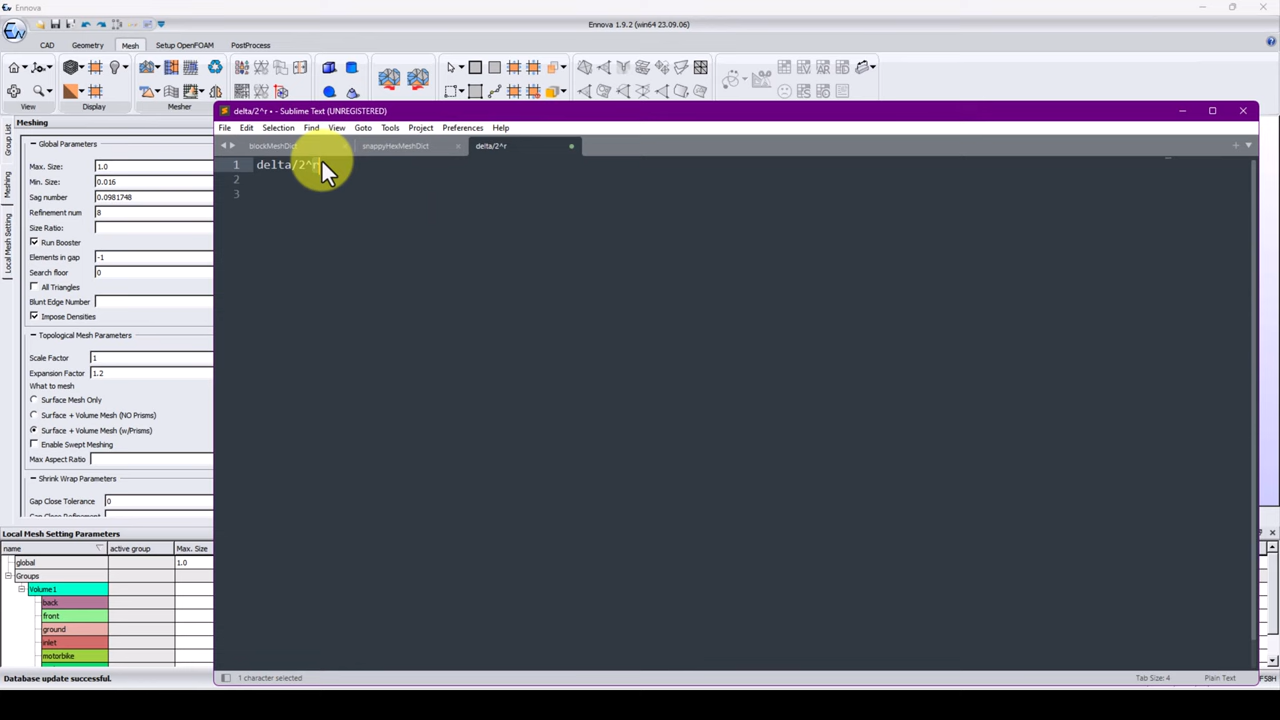 Ennova
Ennova 1.9.2 (win64 23.09.06)
CAD
Geometry
Mesh
Setup OpenFOAM
PostProcess
View
Display
Mesher
delta/2^r • - Sublime Text (UNREGISTERED)
File
Edit
Selection
Find
View
Goto
Tools
Project
Preferences
Help
blockMeshDict
snappyHexMeshDict
delta/2^r
1
delta/2^r
2
3
Group List
Meshing
Local Mesh Setting
Meshing
Global Parameters
Max. Size:
1.0
Min. Size:
0.016
Sag number
0.0981748
Refinement num
8
Size Ratio:
Run Booster
Elements in gap
-1
Search floor
0
All Triangles
Blunt Edge Number
Impose Densities
Topological Mesh Parameters
Scale Factor
1
Expansion Factor
1.2
What to mesh
Surface Mesh Only
Surface + Volume Mesh (NO Prisms)
Surface + Volume Mesh (w/Prisms)
Enable Swept Meshing
Max Aspect Ratio
Shrink Wrap Parameters
Gap Close Tolerance
0
Local Mesh Setting Parameters
name
active group
Max. Size
global
1.0
Groups
Volume1
back
front
ground
inlet
motorbike
Database update successful.
1 character selected
Tab Size: 4
Plain Text